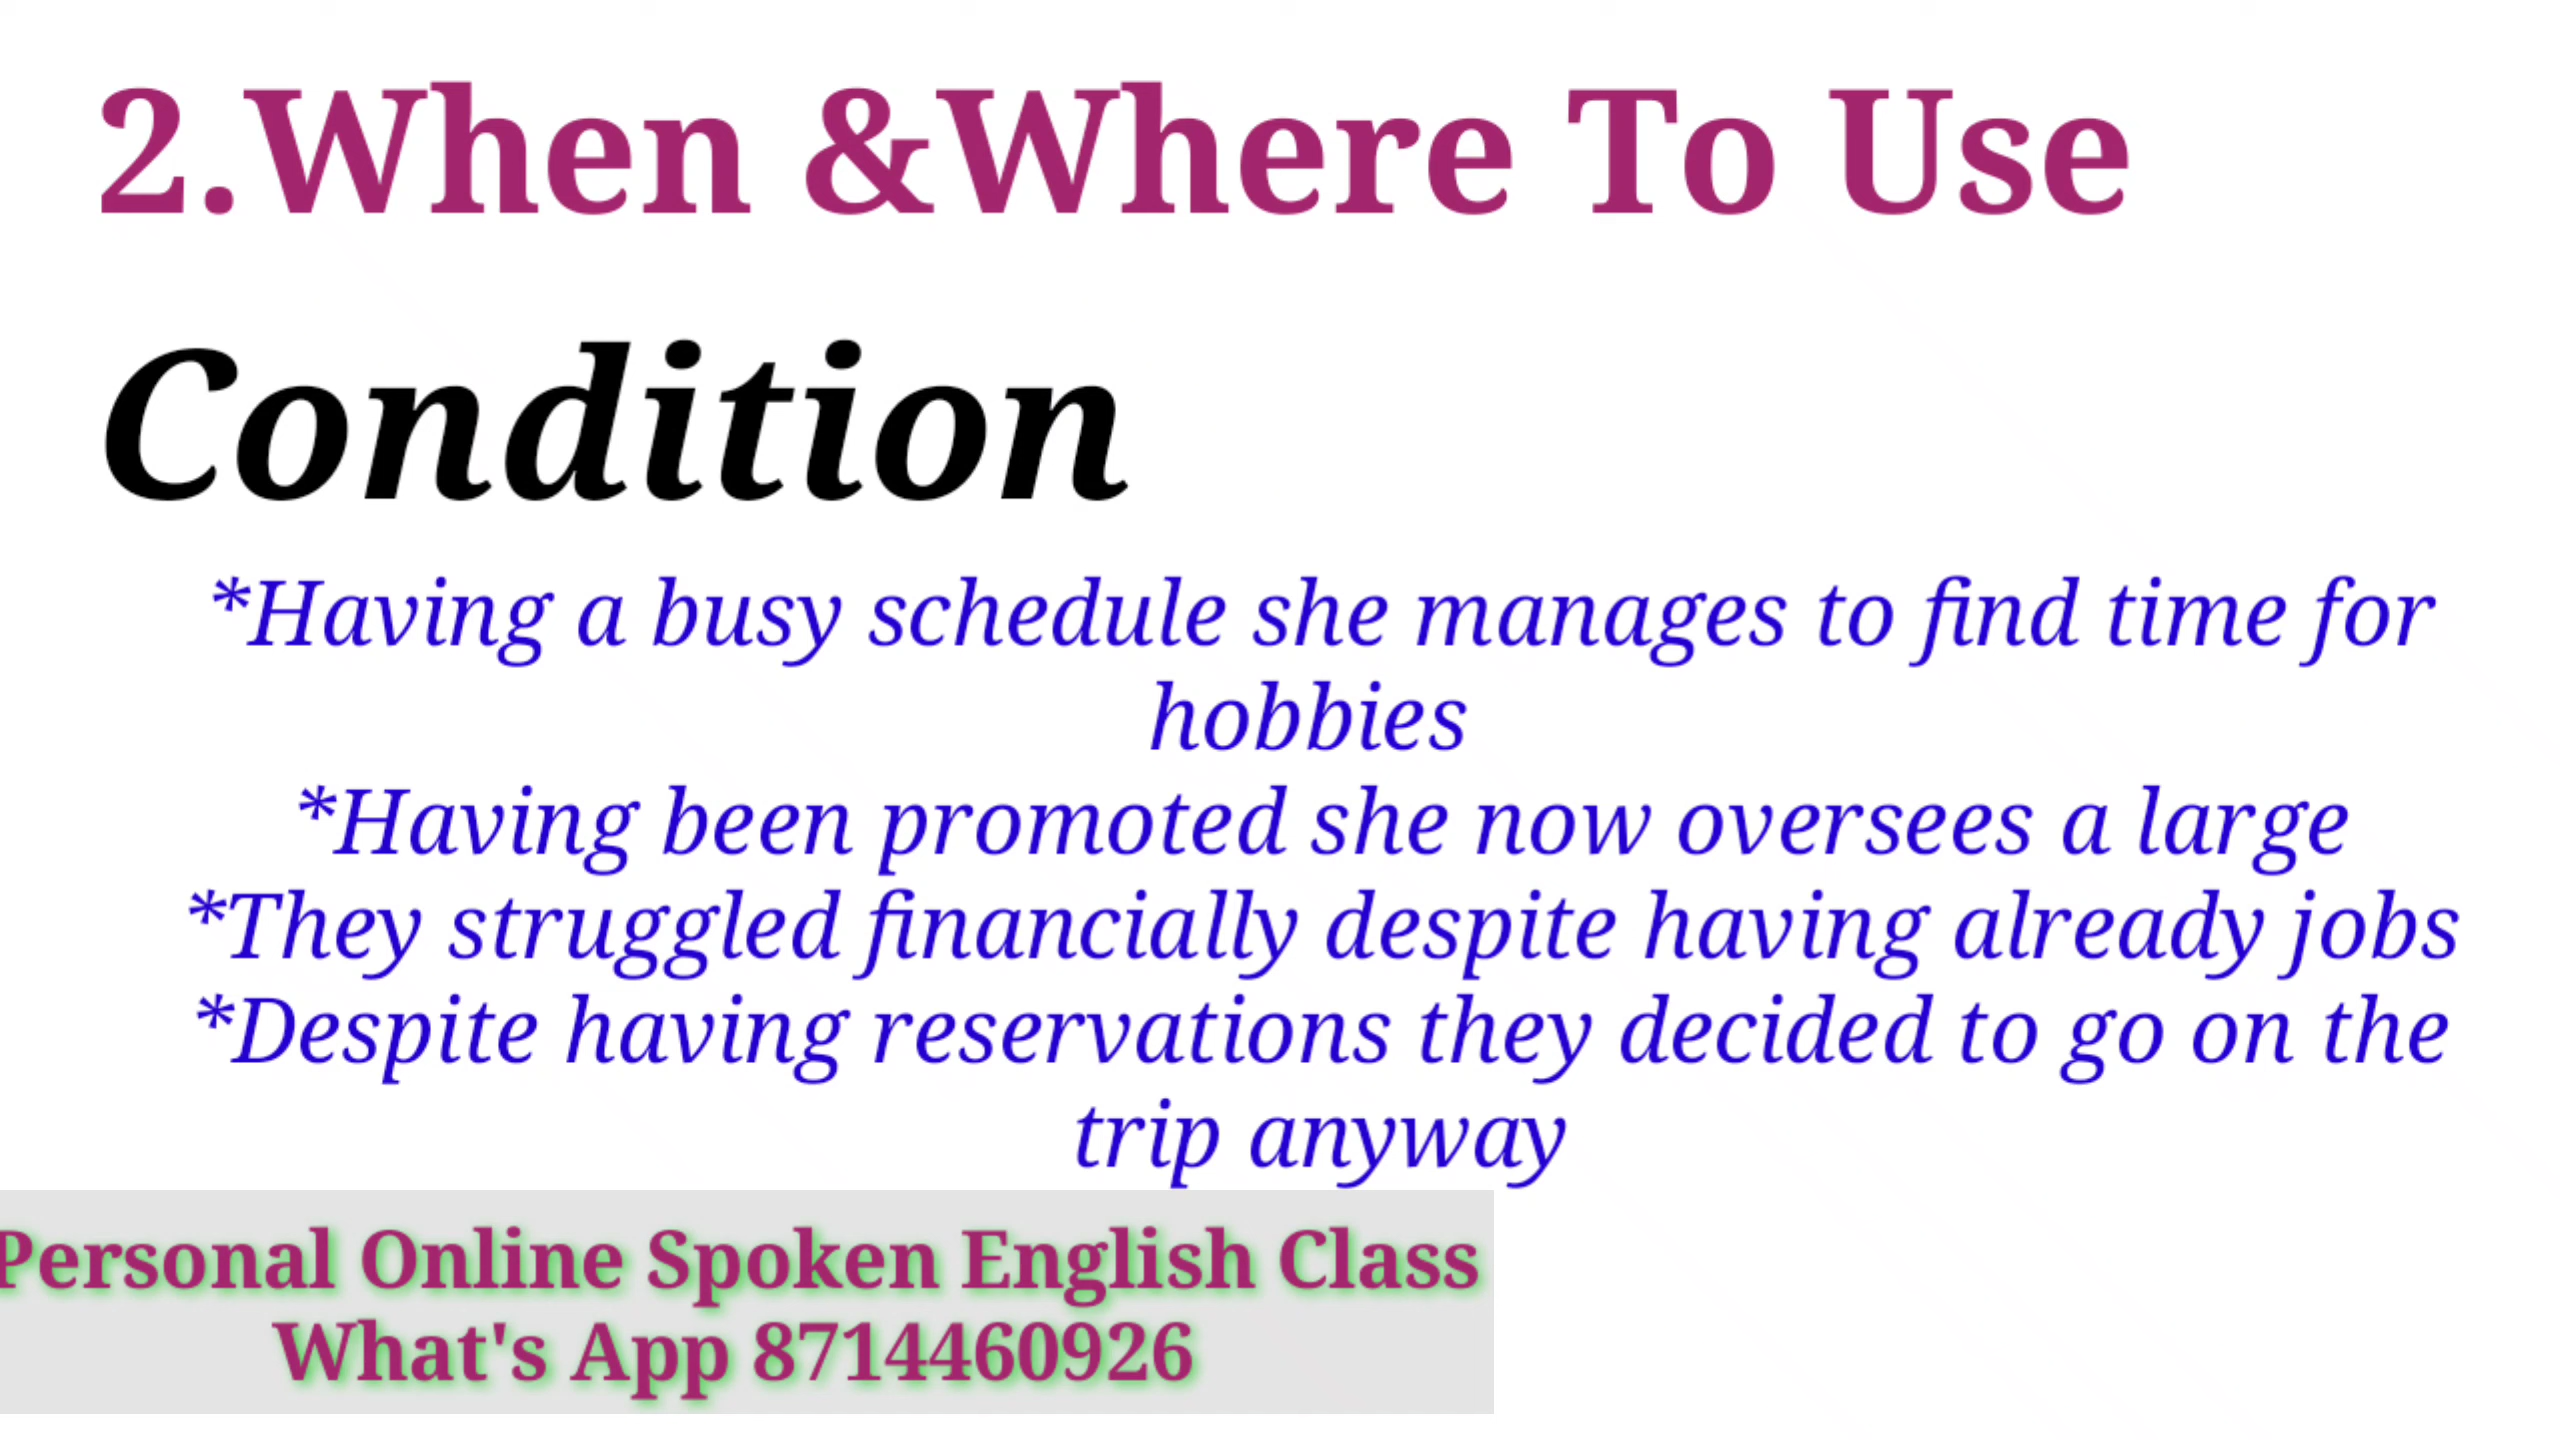 2.When &Where To Use
Condition
*Having a busy schedule she manages to find time for
hobbies
*Having been promoted she now oversees a large
*They struggled financially despite having already jobs
*Despite having reservations they decided to go on the
trip anyway
Personal Online Spoken English Class
What's App 8714460926